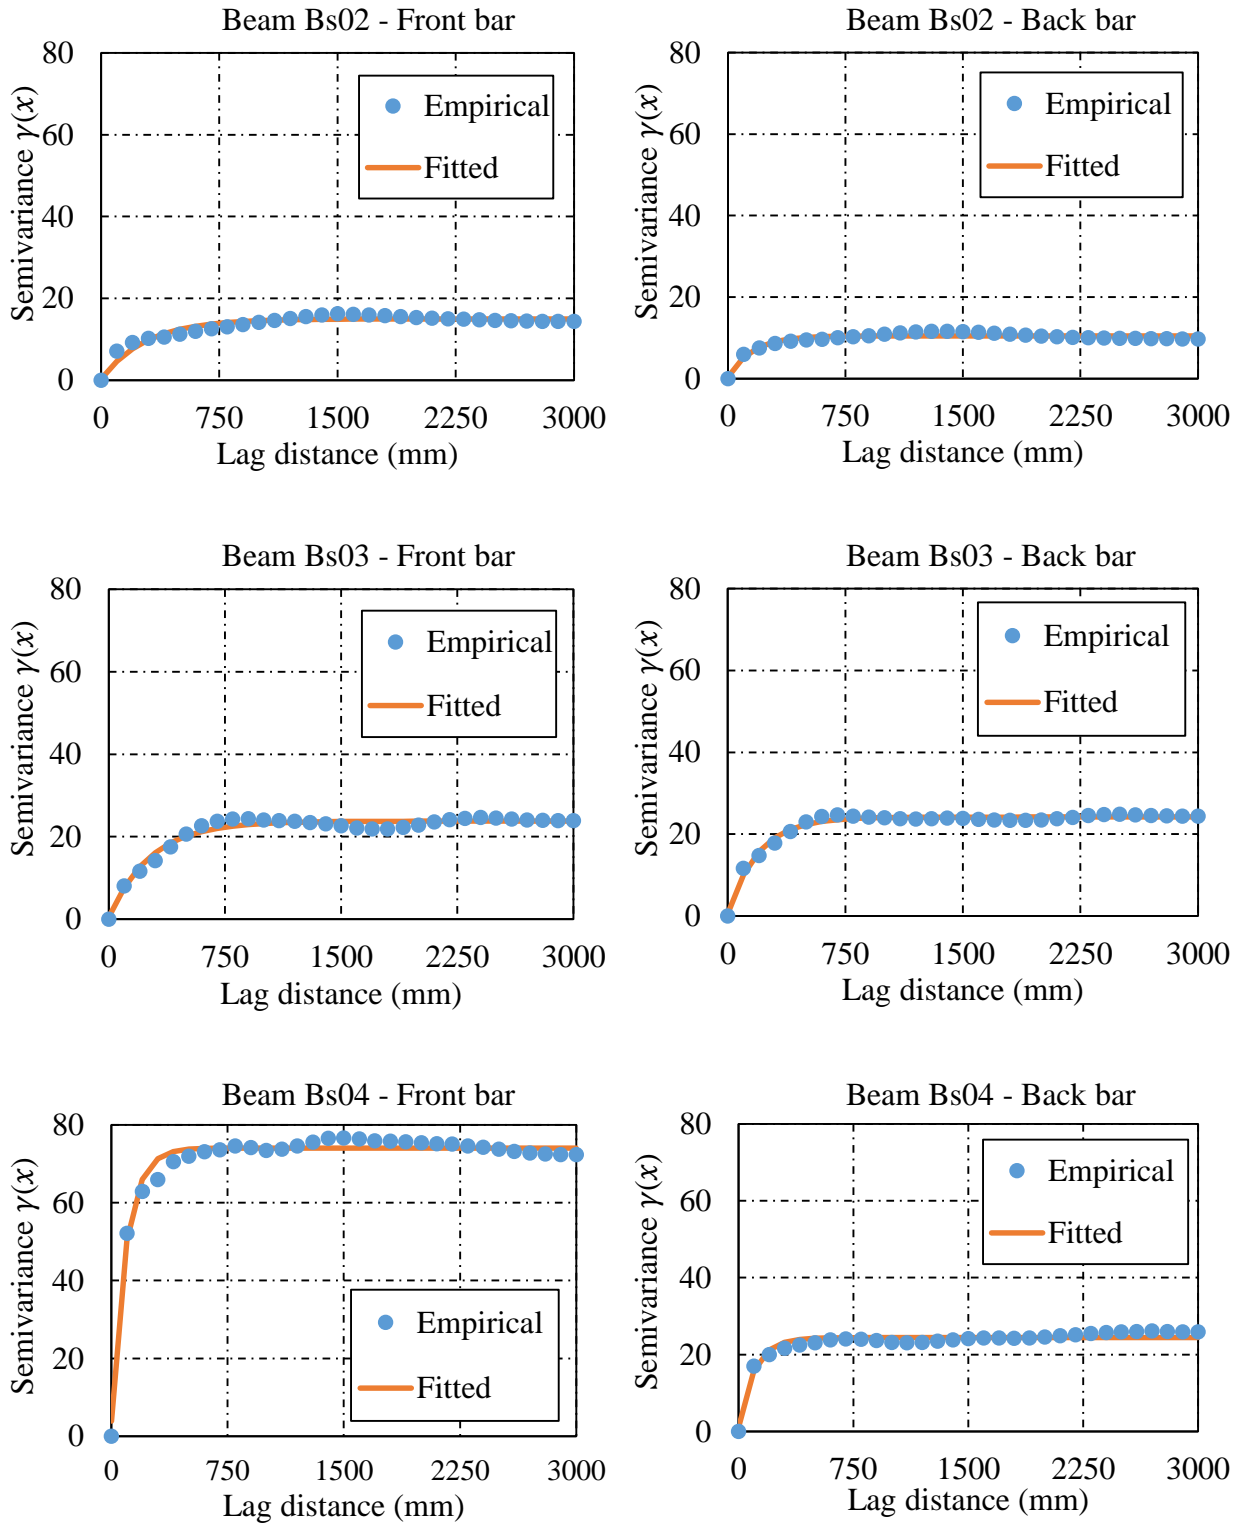 Beam Bs02 - Front bar
80
60
40
20
0
Semivariance γ(x)
Empirical
Fitted
0 750 1500 2250 3000
Lag distance (mm)
Beam Bs02 - Back bar
80
60
40
20
0
Semivariance γ(x)
Empirical
Fitted
0 750 1500 2250 3000
Lag distance (mm)
Beam Bs03 - Front bar
80
60
40
20
0
Semivariance γ(x)
Empirical
Fitted
0 750 1500 2250 3000
Lag distance (mm)
Beam Bs03 - Back bar
80
60
40
20
0
Semivariance γ(x)
Empirical
Fitted
0 750 1500 2250 3000
Lag distance (mm)
Beam Bs04 - Front bar
80
60
40
20
0
Semivariance γ(x)
Empirical
Fitted
0 750 1500 2250 3000
Lag distance (mm)
Beam Bs04 - Back bar
80
60
40
20
0
Semivariance γ(x)
Empirical
Fitted
0 750 1500 2250 3000
Lag distance (mm)